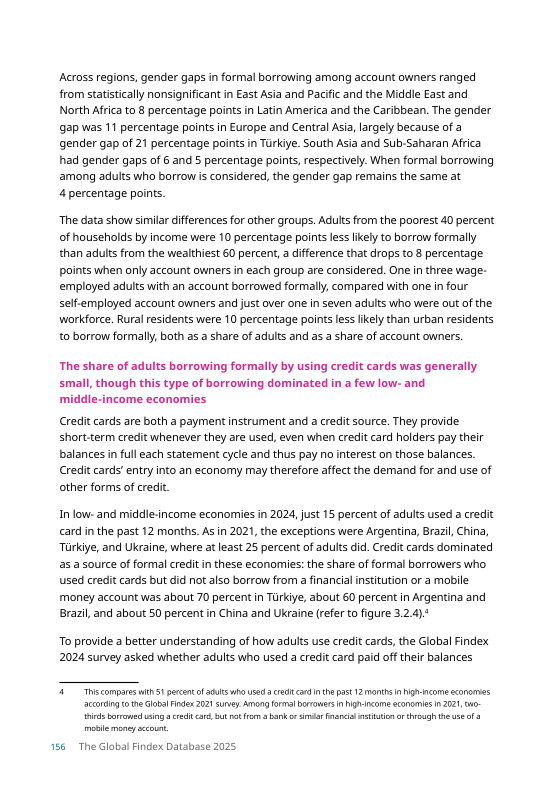 Across regions, gender gaps in formal borrowing among account owners ranged
from statistically nonsignificant in East Asia and Pacific and the Middle East and
North Africa to 8 percentage points in Latin America and the Caribbean. The gender
gap was 11 percentage points in Europe and Central Asia, largely because of a
gender gap of 21 percentage points in Türkiye. South Asia and Sub-Saharan Africa
had gender gaps of 6 and 5 percentage points, respectively. When formal borrowing
among adults who borrow is considered, the gender gap remains the same at
4 percentage points.
The data show similar differences for other groups. Adults from the poorest 40 percent
of households by income were 10 percentage points less likely to borrow formally
than adults from the wealthiest 60 percent, a difference that drops to 8 percentage
points when only account owners in each group are considered. One in three wage-
employed adults with an account borrowed formally, compared with one in four
self-employed account owners and just over one in seven adults who were out of the
workforce. Rural residents were 10 percentage points less likely than urban residents
to borrow formally, both as a share of adults and as a share of account owners.
The share of adults borrowing formally by using credit cards was generally
small, though this type of borrowing dominated in a few low- and
middle-income economies
Credit cards are both a payment instrument and a credit source. They provide
short-term credit whenever they are used, even when credit card holders pay their
balances in full each statement cycle and thus pay no interest on those balances.
Credit cards’ entry into an economy may therefore affect the demand for and use of
other forms of credit.
In low- and middle-income economies in 2024, just 15 percent of adults used a credit
card in the past 12 months. As in 2021, the exceptions were Argentina, Brazil, China,
Türkiye, and Ukraine, where at least 25 percent of adults did. Credit cards dominated
as a source of formal credit in these economies: the share of formal borrowers who
used credit cards but did not also borrow from a financial institution or a mobile
money account was about 70 percent in Türkiye, about 60 percent in Argentina and
Brazil, and about 50 percent in China and Ukraine (refer to figure 3.2.4).4
To provide a better understanding of how adults use credit cards, the Global Findex
2024 survey asked whether adults who used a credit card paid off their balances
4 This compares with 51 percent of adults who used a credit card in the past 12 months in high-income economies
according to the Global Findex 2021 survey. Among formal borrowers in high-income economies in 2021, two-
thirds borrowed using a credit card, but not from a bank or similar financial institution or through the use of a
mobile money account.
156 The Global Findex Database 2025